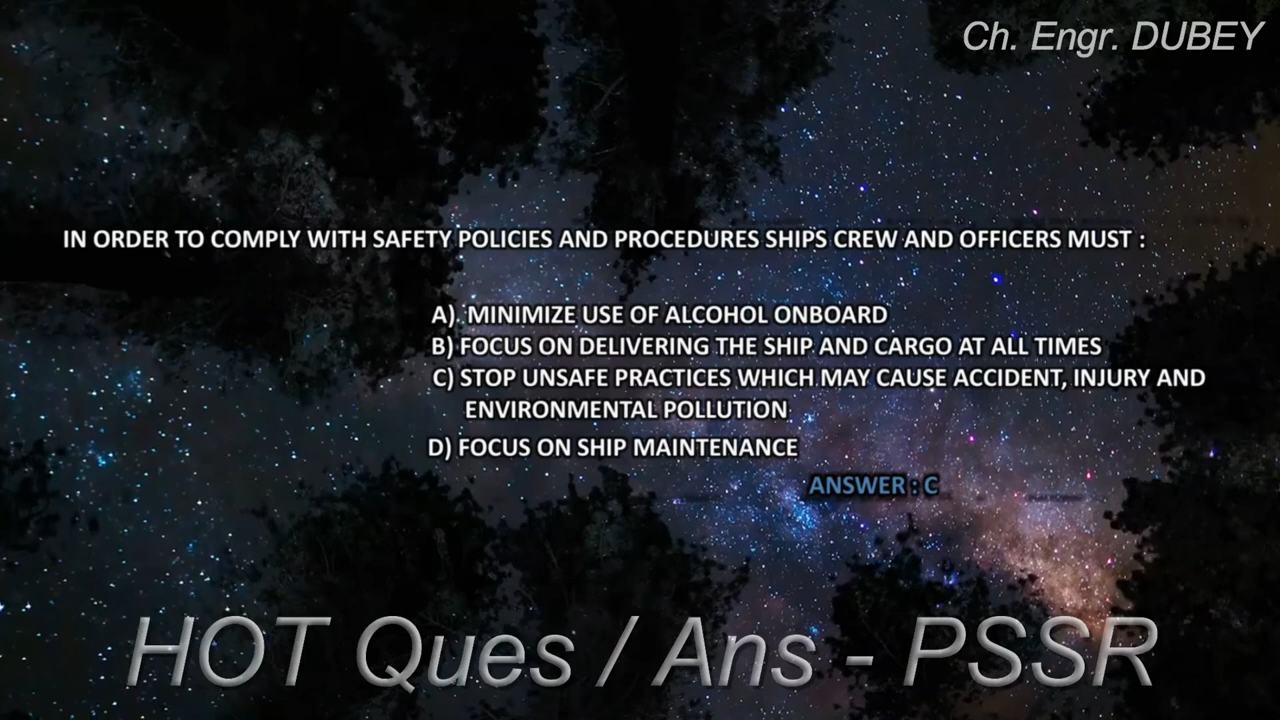 Ch. Engr. DUBEY
IN ORDER TO COMPLY WITH SAFETY POLICIES AND PROCEDURES SHIPS CREW AND OFFICERS MUST :
A). MINIMIZE USE OF ALCOHOL ONBOARD
B) FOCUS ON DELIVERING THE SHIP AND CARGO AT ALL TIMES
C) STOP UNSAFE PRACTICES WHICH MAY CAUSE ACCIDENT, INJURY AND
ENVIRONMENTAL POLLUTION
D) FOCUS ON SHIP MAINTENANCE
ANSWER : C
HOT Ques / Ans - PSSR